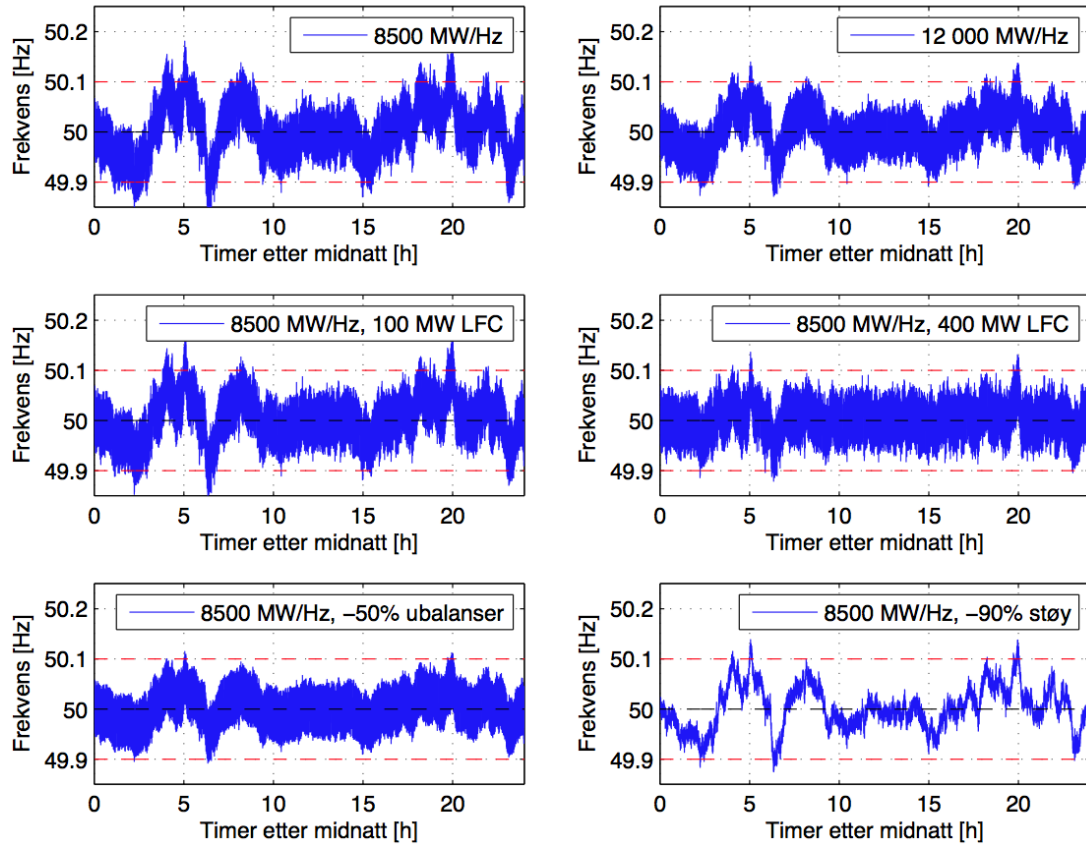 8500 MW/Hz
Frekvens [Hz]
50.2
50.1
50
49.9
0 5 10 15 20
Timer etter midnatt [h]
12 000 MW/Hz
Frekvens [Hz]
50.2
50.1
50
49.9
0 5 10 15 20
Timer etter midnatt [h]
8500 MW/Hz, 100 MW LFC
Frekvens [Hz]
50.2
50.1
50
49.9
0 5 10 15 20
Timer etter midnatt [h]
8500 MW/Hz, 400 MW LFC
Frekvens [Hz]
50.2
50.1
50
49.9
0 5 10 15 20
Timer etter midnatt [h]
8500 MW/Hz, −50% ubalanser
Frekvens [Hz]
50.2
50.1
50
49.9
0 5 10 15 20
Timer etter midnatt [h]
8500 MW/Hz, −90% støy
Frekvens [Hz]
50.2
50.1
50
49.9
0 5 10 15 20
Timer etter midnatt [h]